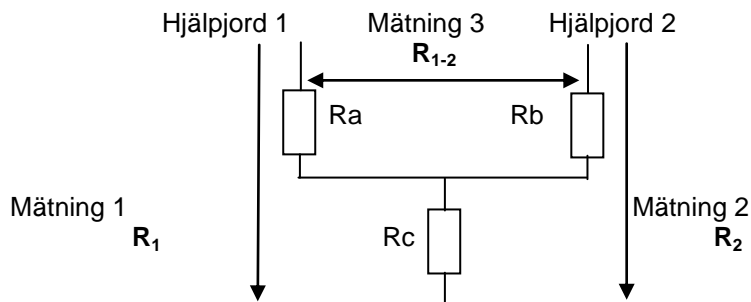 Hjälpjord 1 Mätning 3 Hjälpjord 2
R1-2
Ra Rb
Mätning 1 Mätning 2
R1 Rc R2